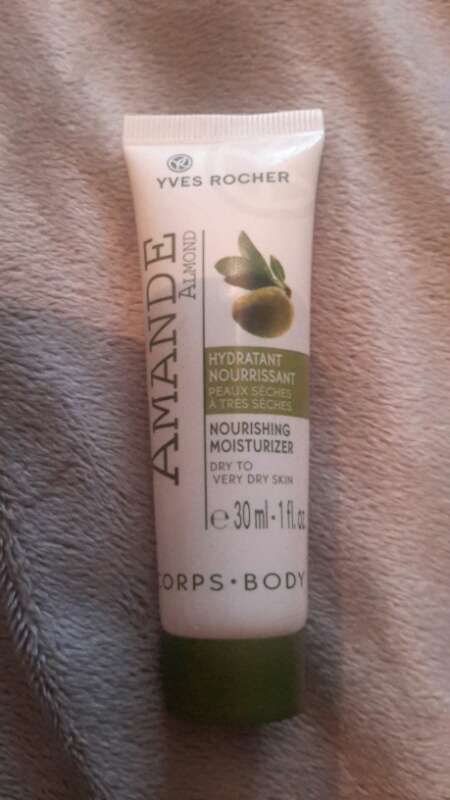 YVES ROCHER
AMANDE
ALMOND
HYDRATANT
NOURRISSANT
PEAUX SÈCHES
À TRÈS SÈCHES
NOURISHING
MOISTURIZER
DRY TO
VERY DRY SKIN
℮ 30 ml - 1 fl. oz
CORPS • BODY